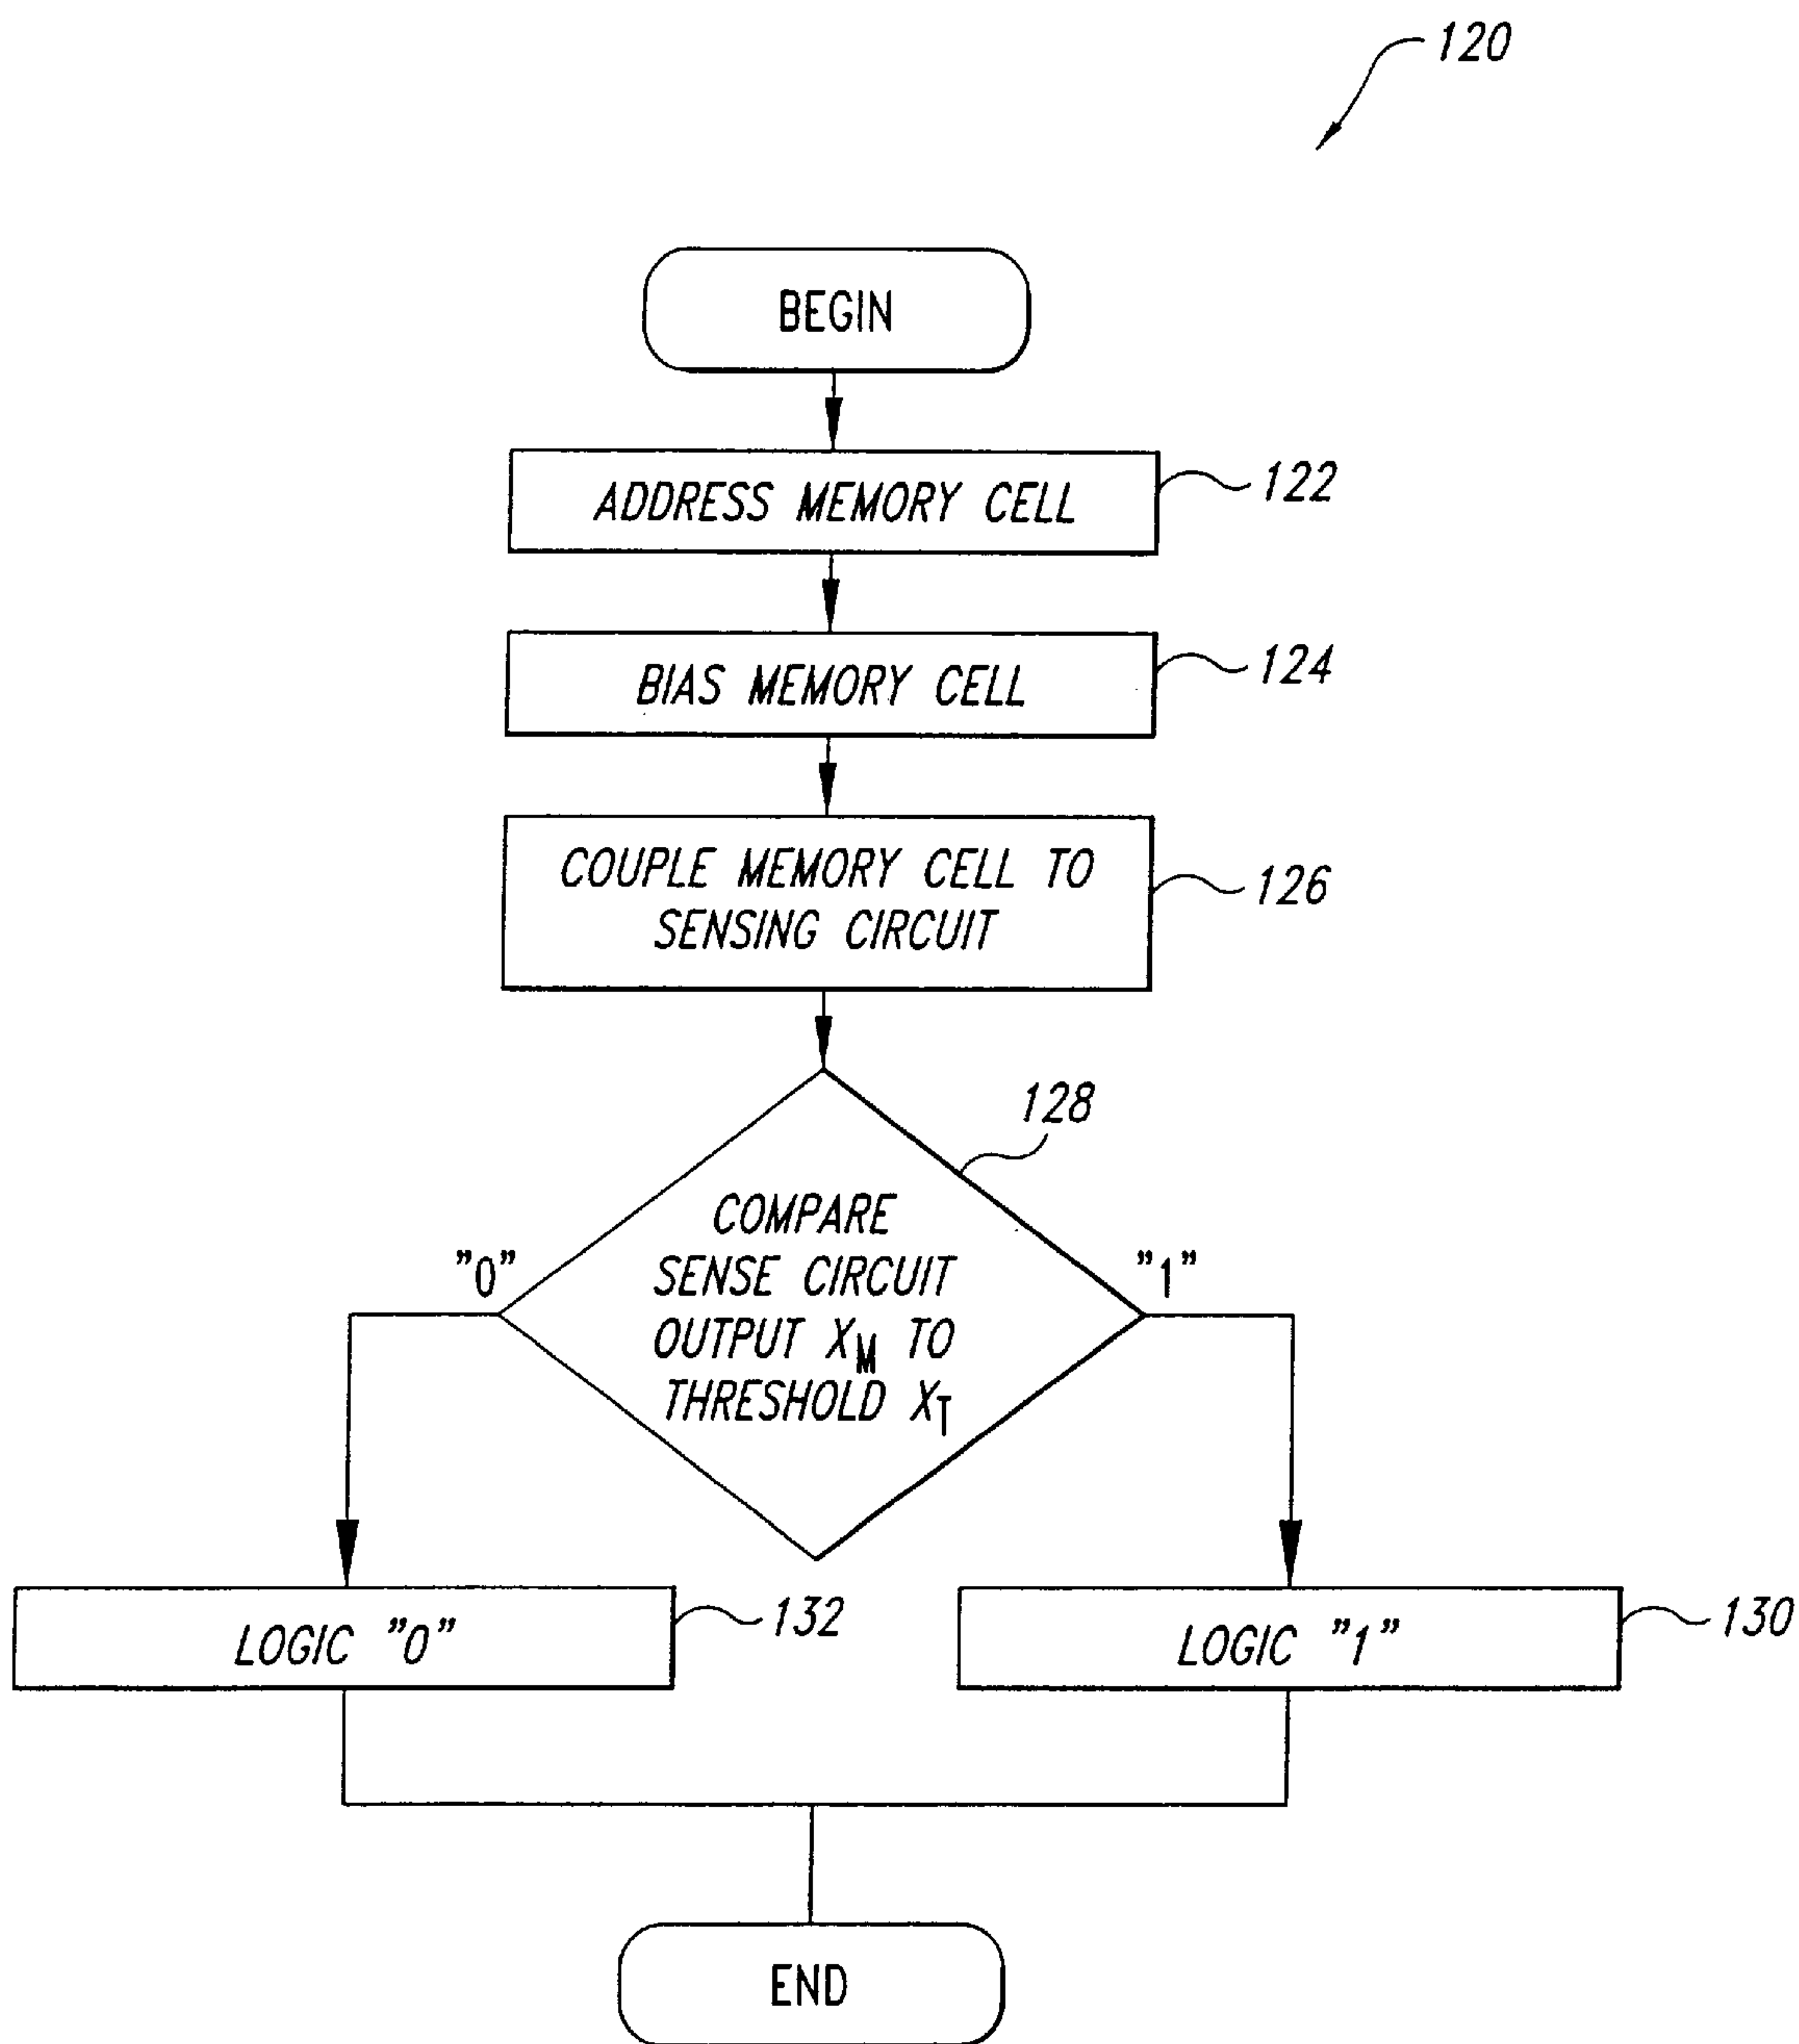 120
BEGIN
ADDRESS MEMORY CELL
122
BIAS MEMORY CELL
124
COUPLE MEMORY CELL TO
SENSING CIRCUIT
126
128
COMPARE
SENSE CIRCUIT
OUTPUT XM TO
THRESHOLD XT
"0"
"1"
LOGIC "0"
132
LOGIC "1"
130
END